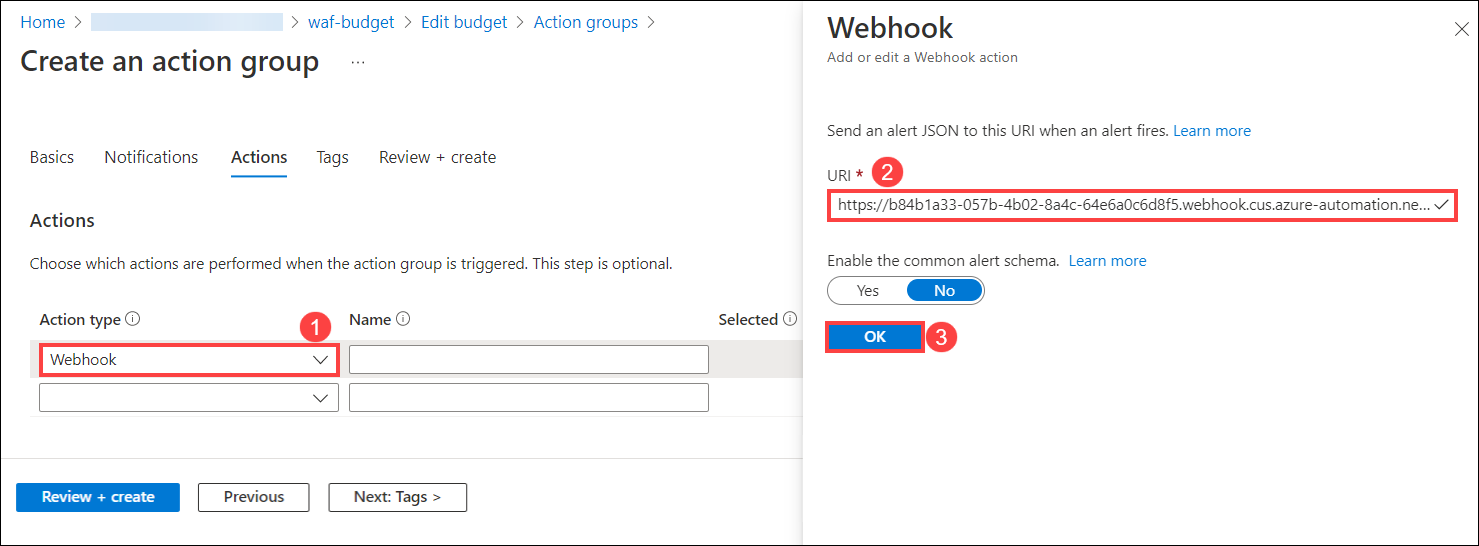 Home > > waf-budget > Edit budget > Action groups >
Create an action group ...
Basics Notifications Actions Tags Review + create
Actions
Choose which actions are performed when the action group is triggered. This step is optional.
Action type Name Selected
1
Webhook
Review + create Previous Next: Tags >
Webhook
Add or edit a Webhook action
Send an alert JSON to this URI when an alert fires. Learn more
URI * 2
https://b84b1a33-057b-4b02-8a4c-64e6a0c6d8f5.webhook.cus.azure-automation.ne...
Enable the common alert schema. Learn more
Yes No
OK 3